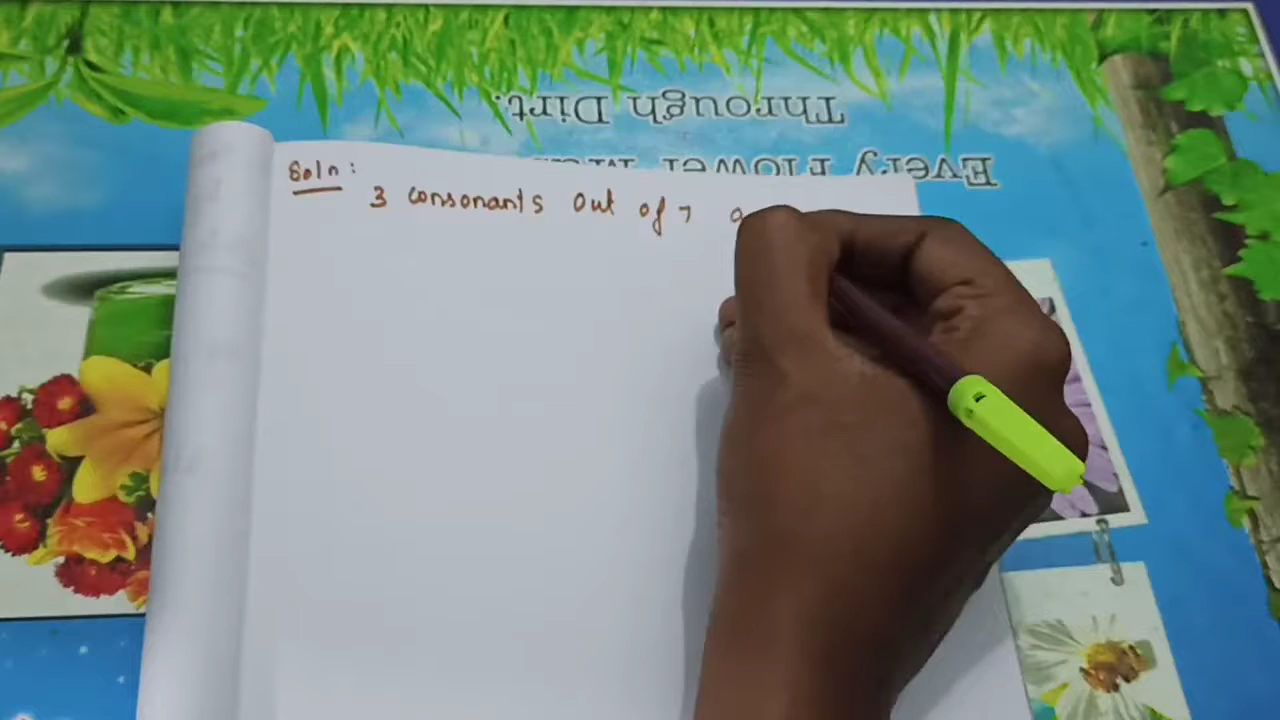 Soln:
3 consonants out of 7
Through Dirt.
Every Flower